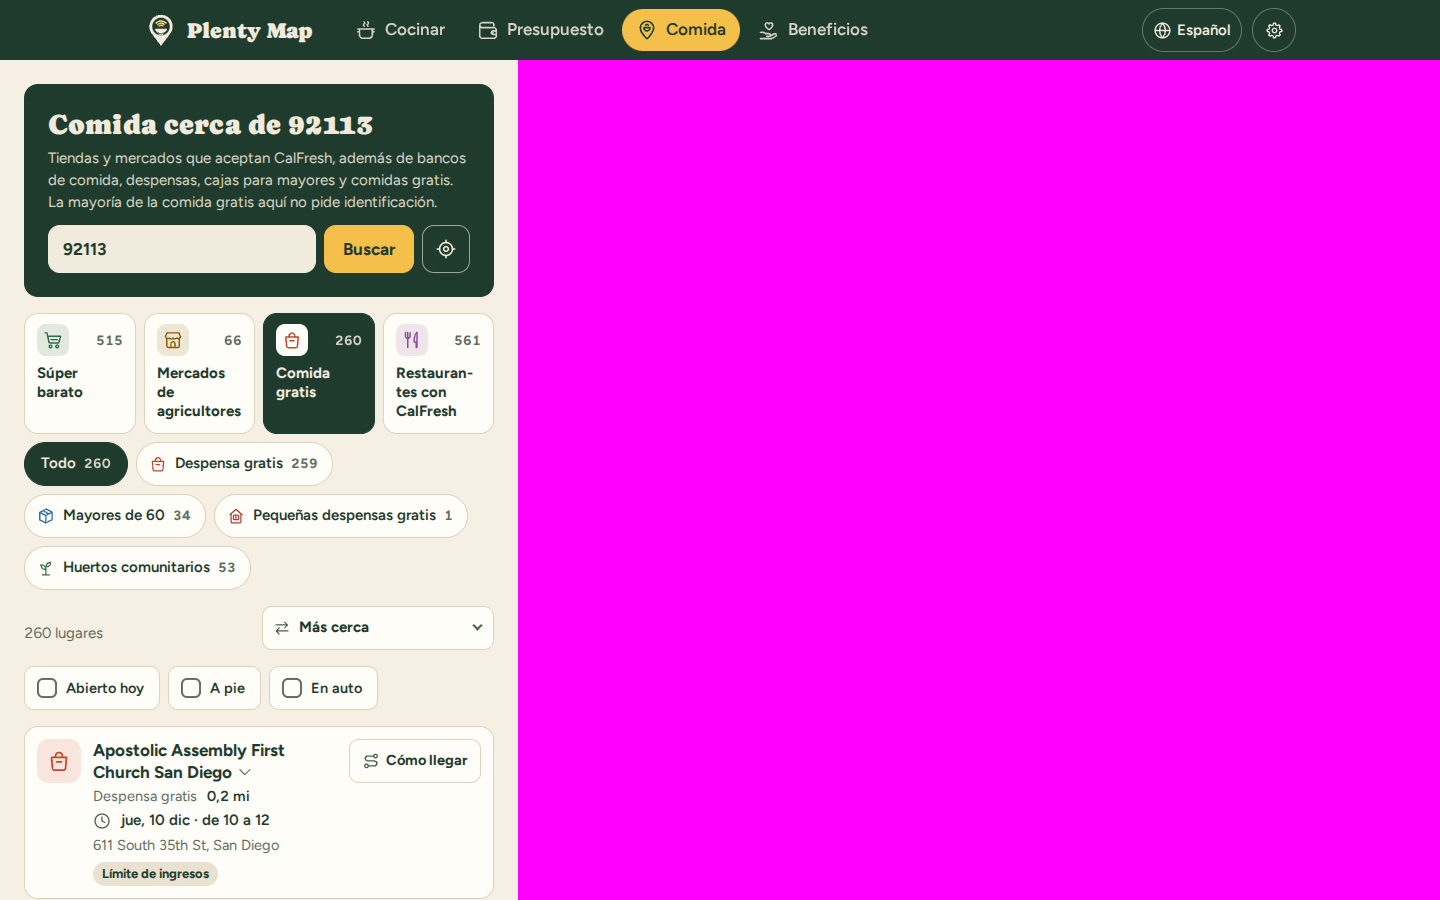 Plenty Map
Cocinar
Presupuesto
Comida
Beneficios
Español
Comida cerca de 92113
Tiendas y mercados que aceptan CalFresh, además de bancos
de comida, despensas, cajas para mayores y comidas gratis.
La mayoría de la comida gratis aquí no pide identificación.
92113
Buscar
515
Súper
barato
66
Mercados
de
agricultores
260
Comida
gratis
561
Restauran-
tes con
CalFresh
Todo 260
Despensa gratis 259
Mayores de 60 34
Pequeñas despensas gratis 1
Huertos comunitarios 53
260 lugares
Más cerca
Abierto hoy
A pie
En auto
Apostolic Assembly First
Church San Diego
Cómo llegar
Despensa gratis 0,2 mi
jue, 10 dic · de 10 a 12
611 South 35th St, San Diego
Límite de ingresos